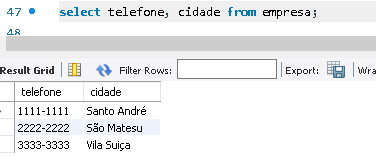 47 select telefone, cidade from empresa;
48
Result Grid Filter Rows: Export: Wra
telefone cidade
1111-1111 Santo André
2222-2222 São Matesu
3333-3333 Vila Suiça